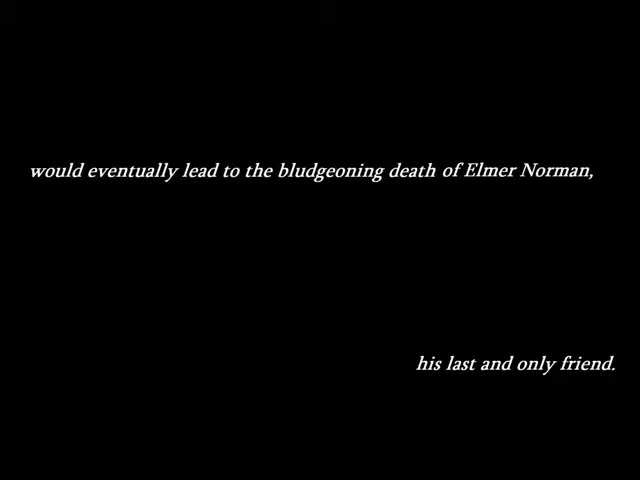 would eventually lead to the bludgeoning death of Elmer Norman,
his last and only friend.